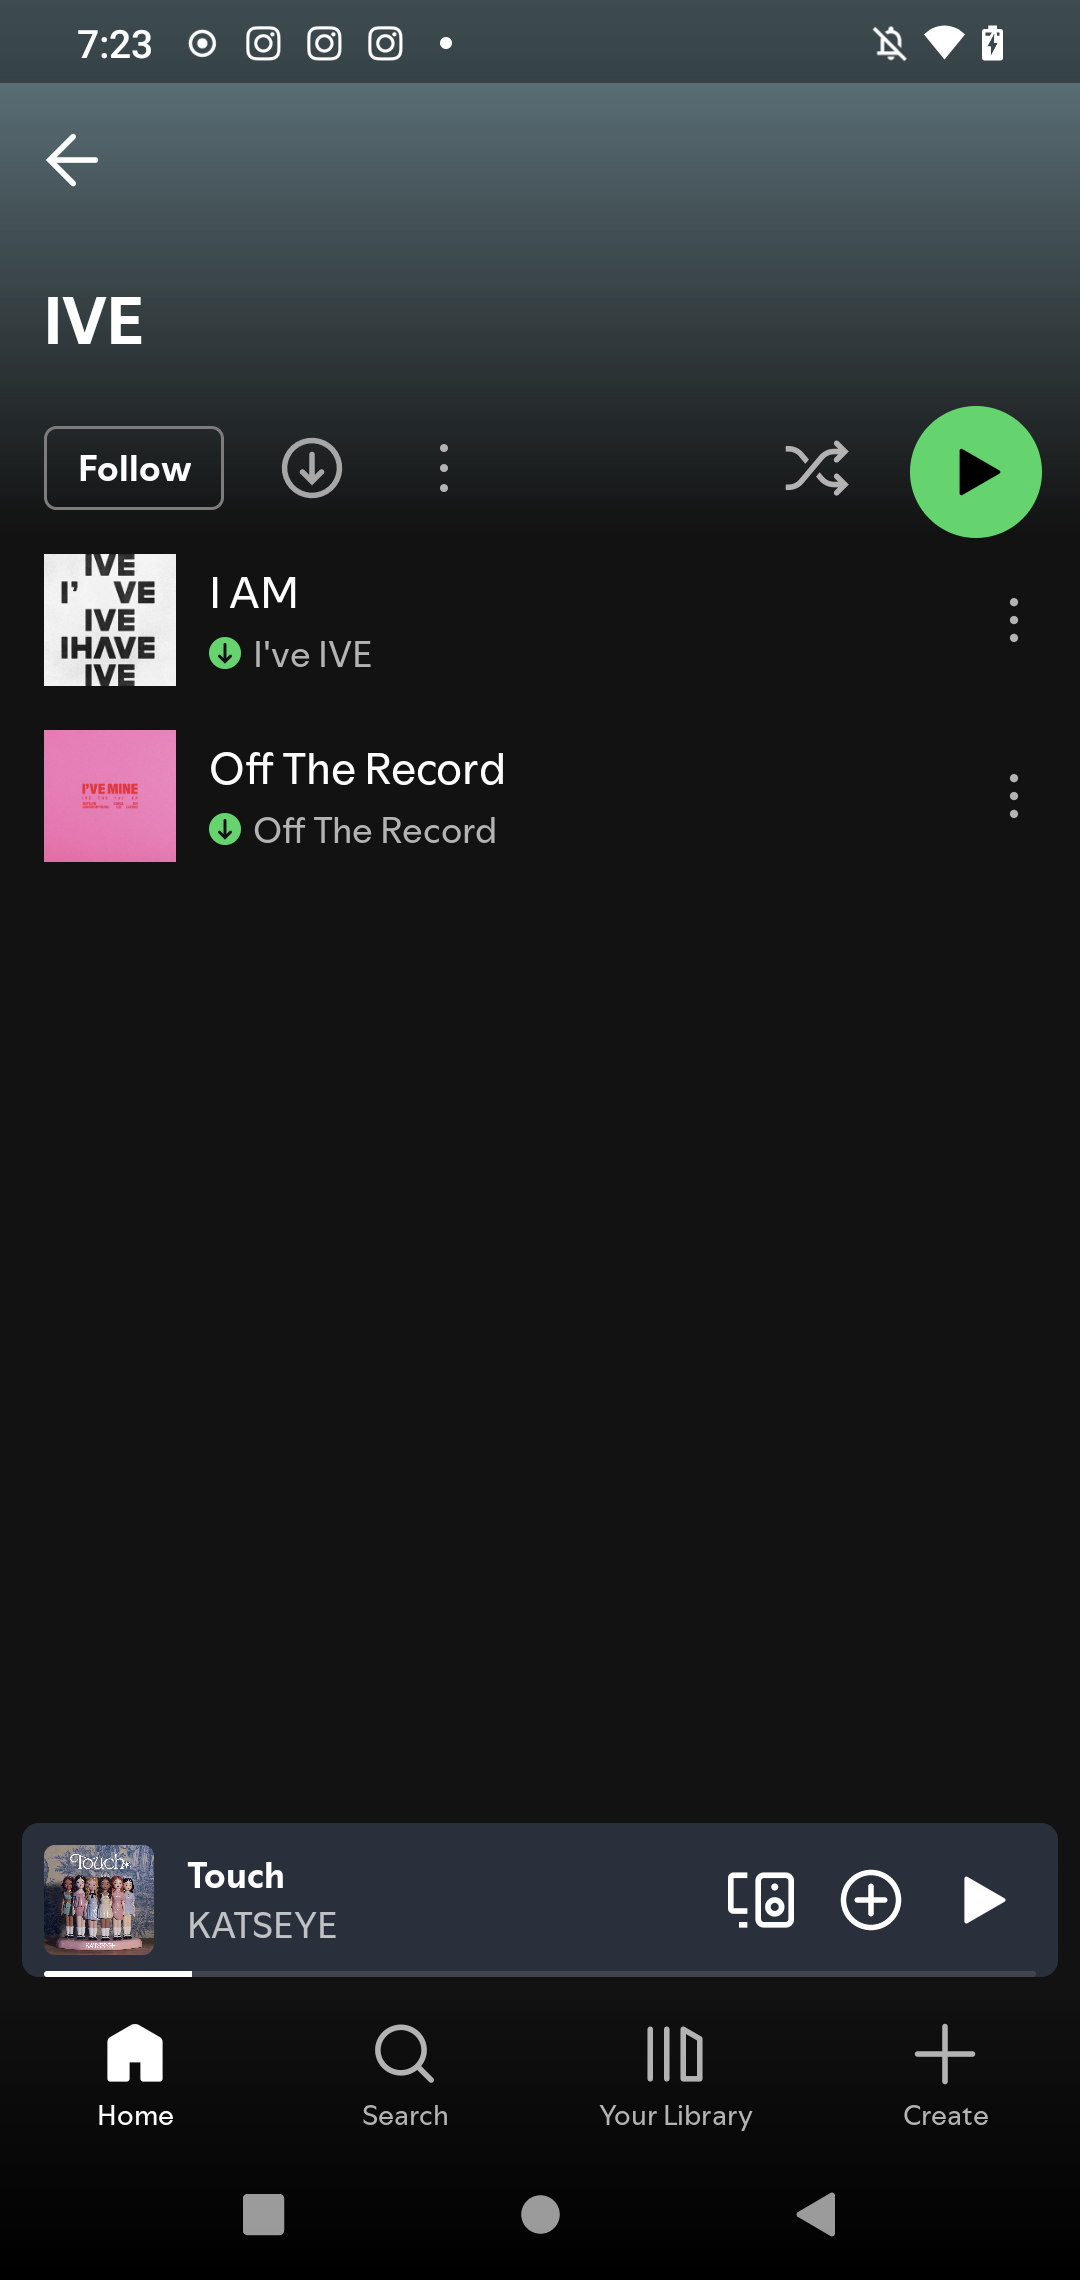 7:23
IVE
Follow
IVE
I' VE
IVE
IHAVE
IVE
I AM
I've IVE
I'VE MINE
Off The Record
Off The Record
Touch
Touch
KATSEYE
Home
Search
Your Library
Create